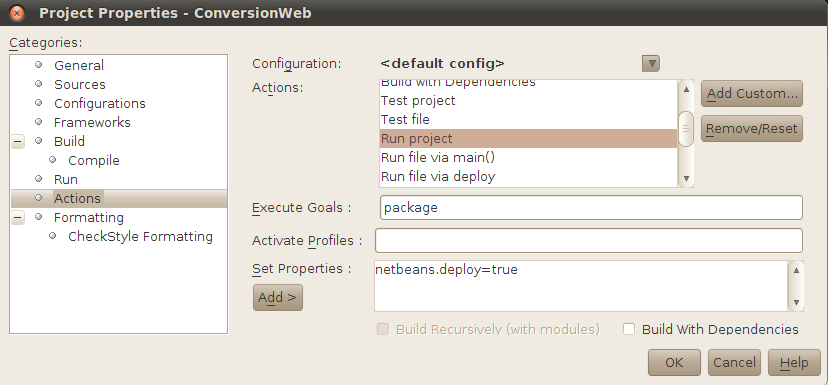 Project Properties - ConversionWeb
Categories:
General
Sources
Configurations
Frameworks
Build
Compile
Run
Actions
Formatting
CheckStyle Formatting
Configuration: <default config>
Actions:
Build with Dependencies
Test project
Test file
Run project
Run file via main()
Run file via deploy
Add Custom...
Remove/Reset
Execute Goals : package
Activate Profiles :
Set Properties : netbeans.deploy=true
Add >
Build Recursively (with modules) Build With Dependencies
OK Cancel Help